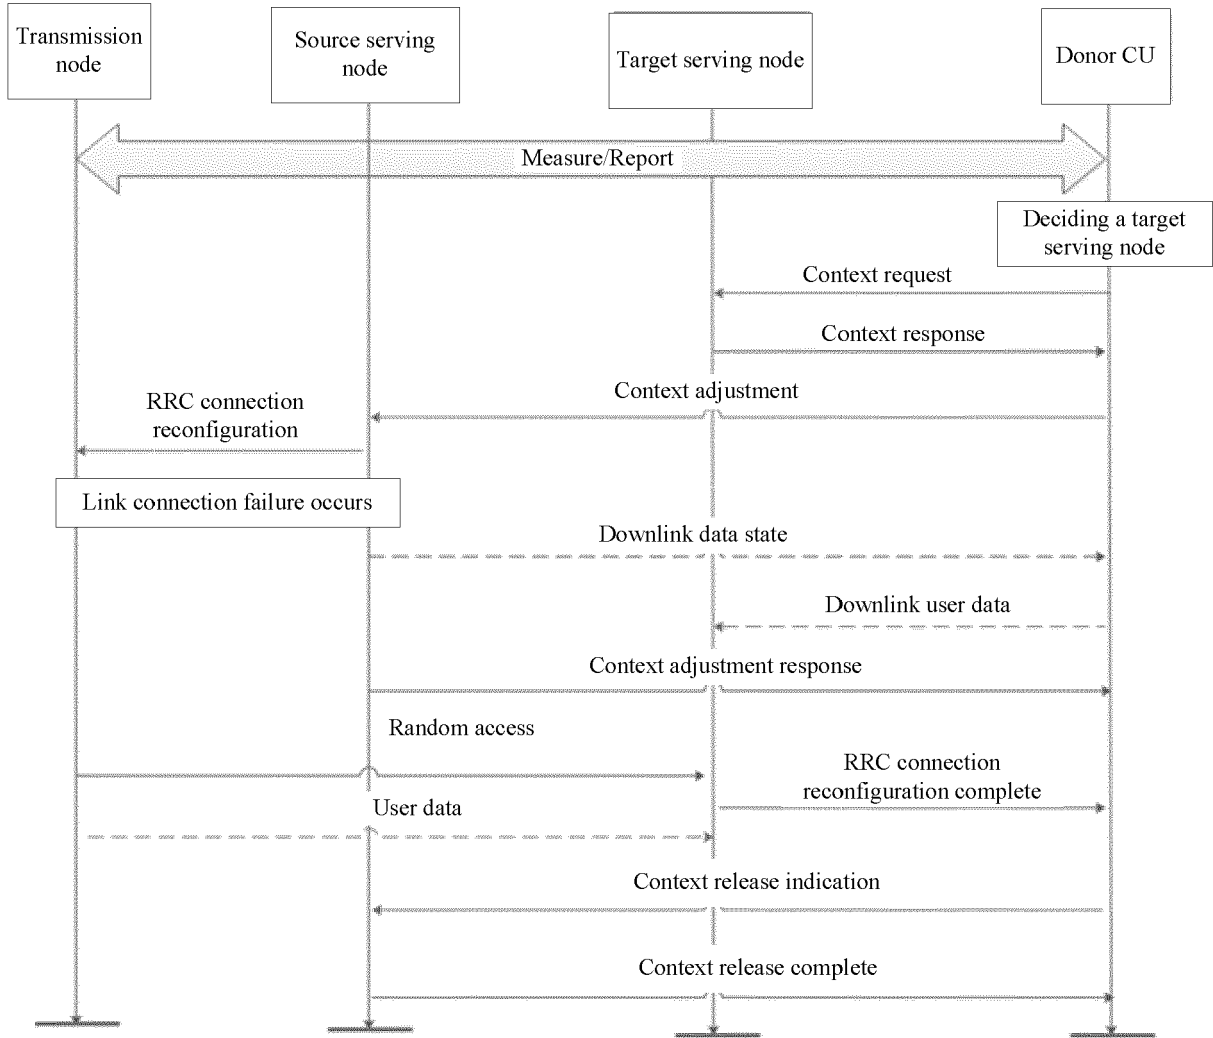 Transmission
node
Source serving
node
Target serving node
Donor CU
Measure/Report
Deciding a target
serving node
Context request
Context response
Context adjustment
RRC connection
reconfiguration
Link connection failure occurs
Downlink data state
Downlink user data
Context adjustment response
Random access
RRC connection
reconfiguration complete
User data
Context release indication
Context release complete